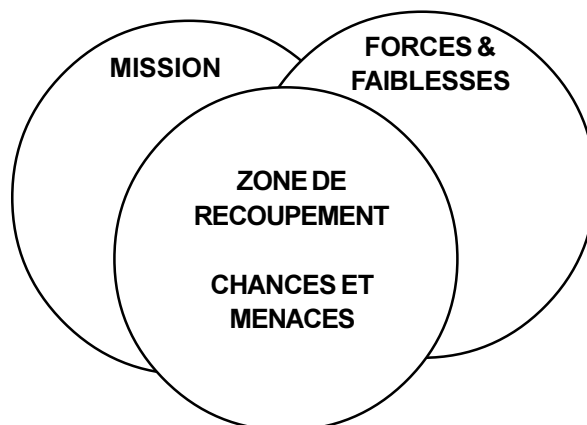 MISSION
FORCES &
FAIBLESSES
ZONE DE
RECOUPEMENT
CHANCES ET
MENACES